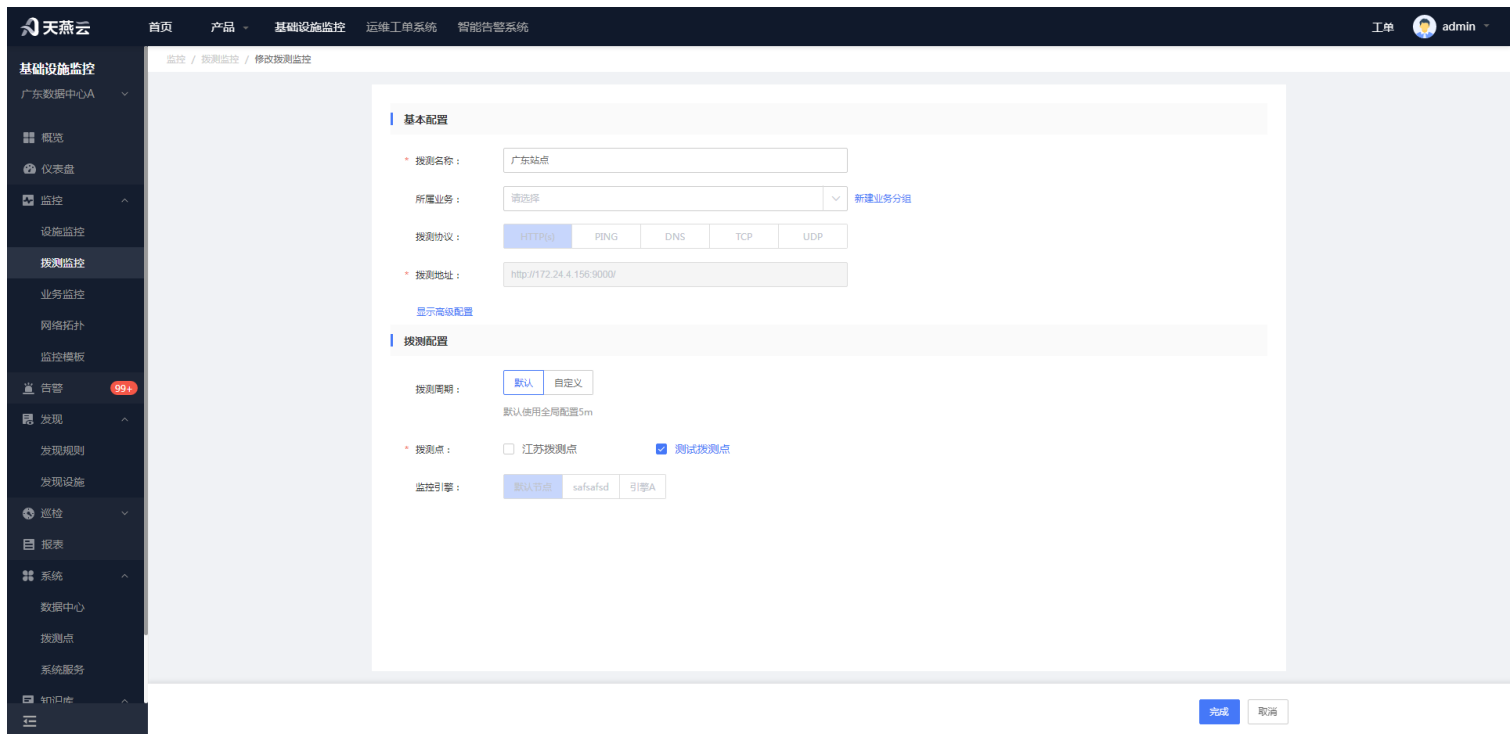 天燕云
首页 产品 基础设施监控 运维工单系统 智能告警系统 工单 admin
基础设施监控
广东数据中心A
概览
仪表盘
监控
设施监控
拨测监控
业务监控
网络拓扑
监控模板
告警 99+
发现
发现规则
发现设施
巡检
报表
系统
数据中心
拨测点
系统服务
知识库
监控 / 拨测监控 / 修改拨测监控
基本配置
* 拨测名称： 广东站点
所属业务： 请选择 新建业务分组
拨测协议： HTTP(s) PING DNS TCP UDP
* 拨测地址： http://172.24.4.156:9000/
显示高级配置
拨测配置
拨测周期： 默认 自定义
默认使用全局配置5m
* 拨测点： 江苏拨测点 测试拨测点
监控引擎： 默认节点 safsafsd 引擎A
完成 取消